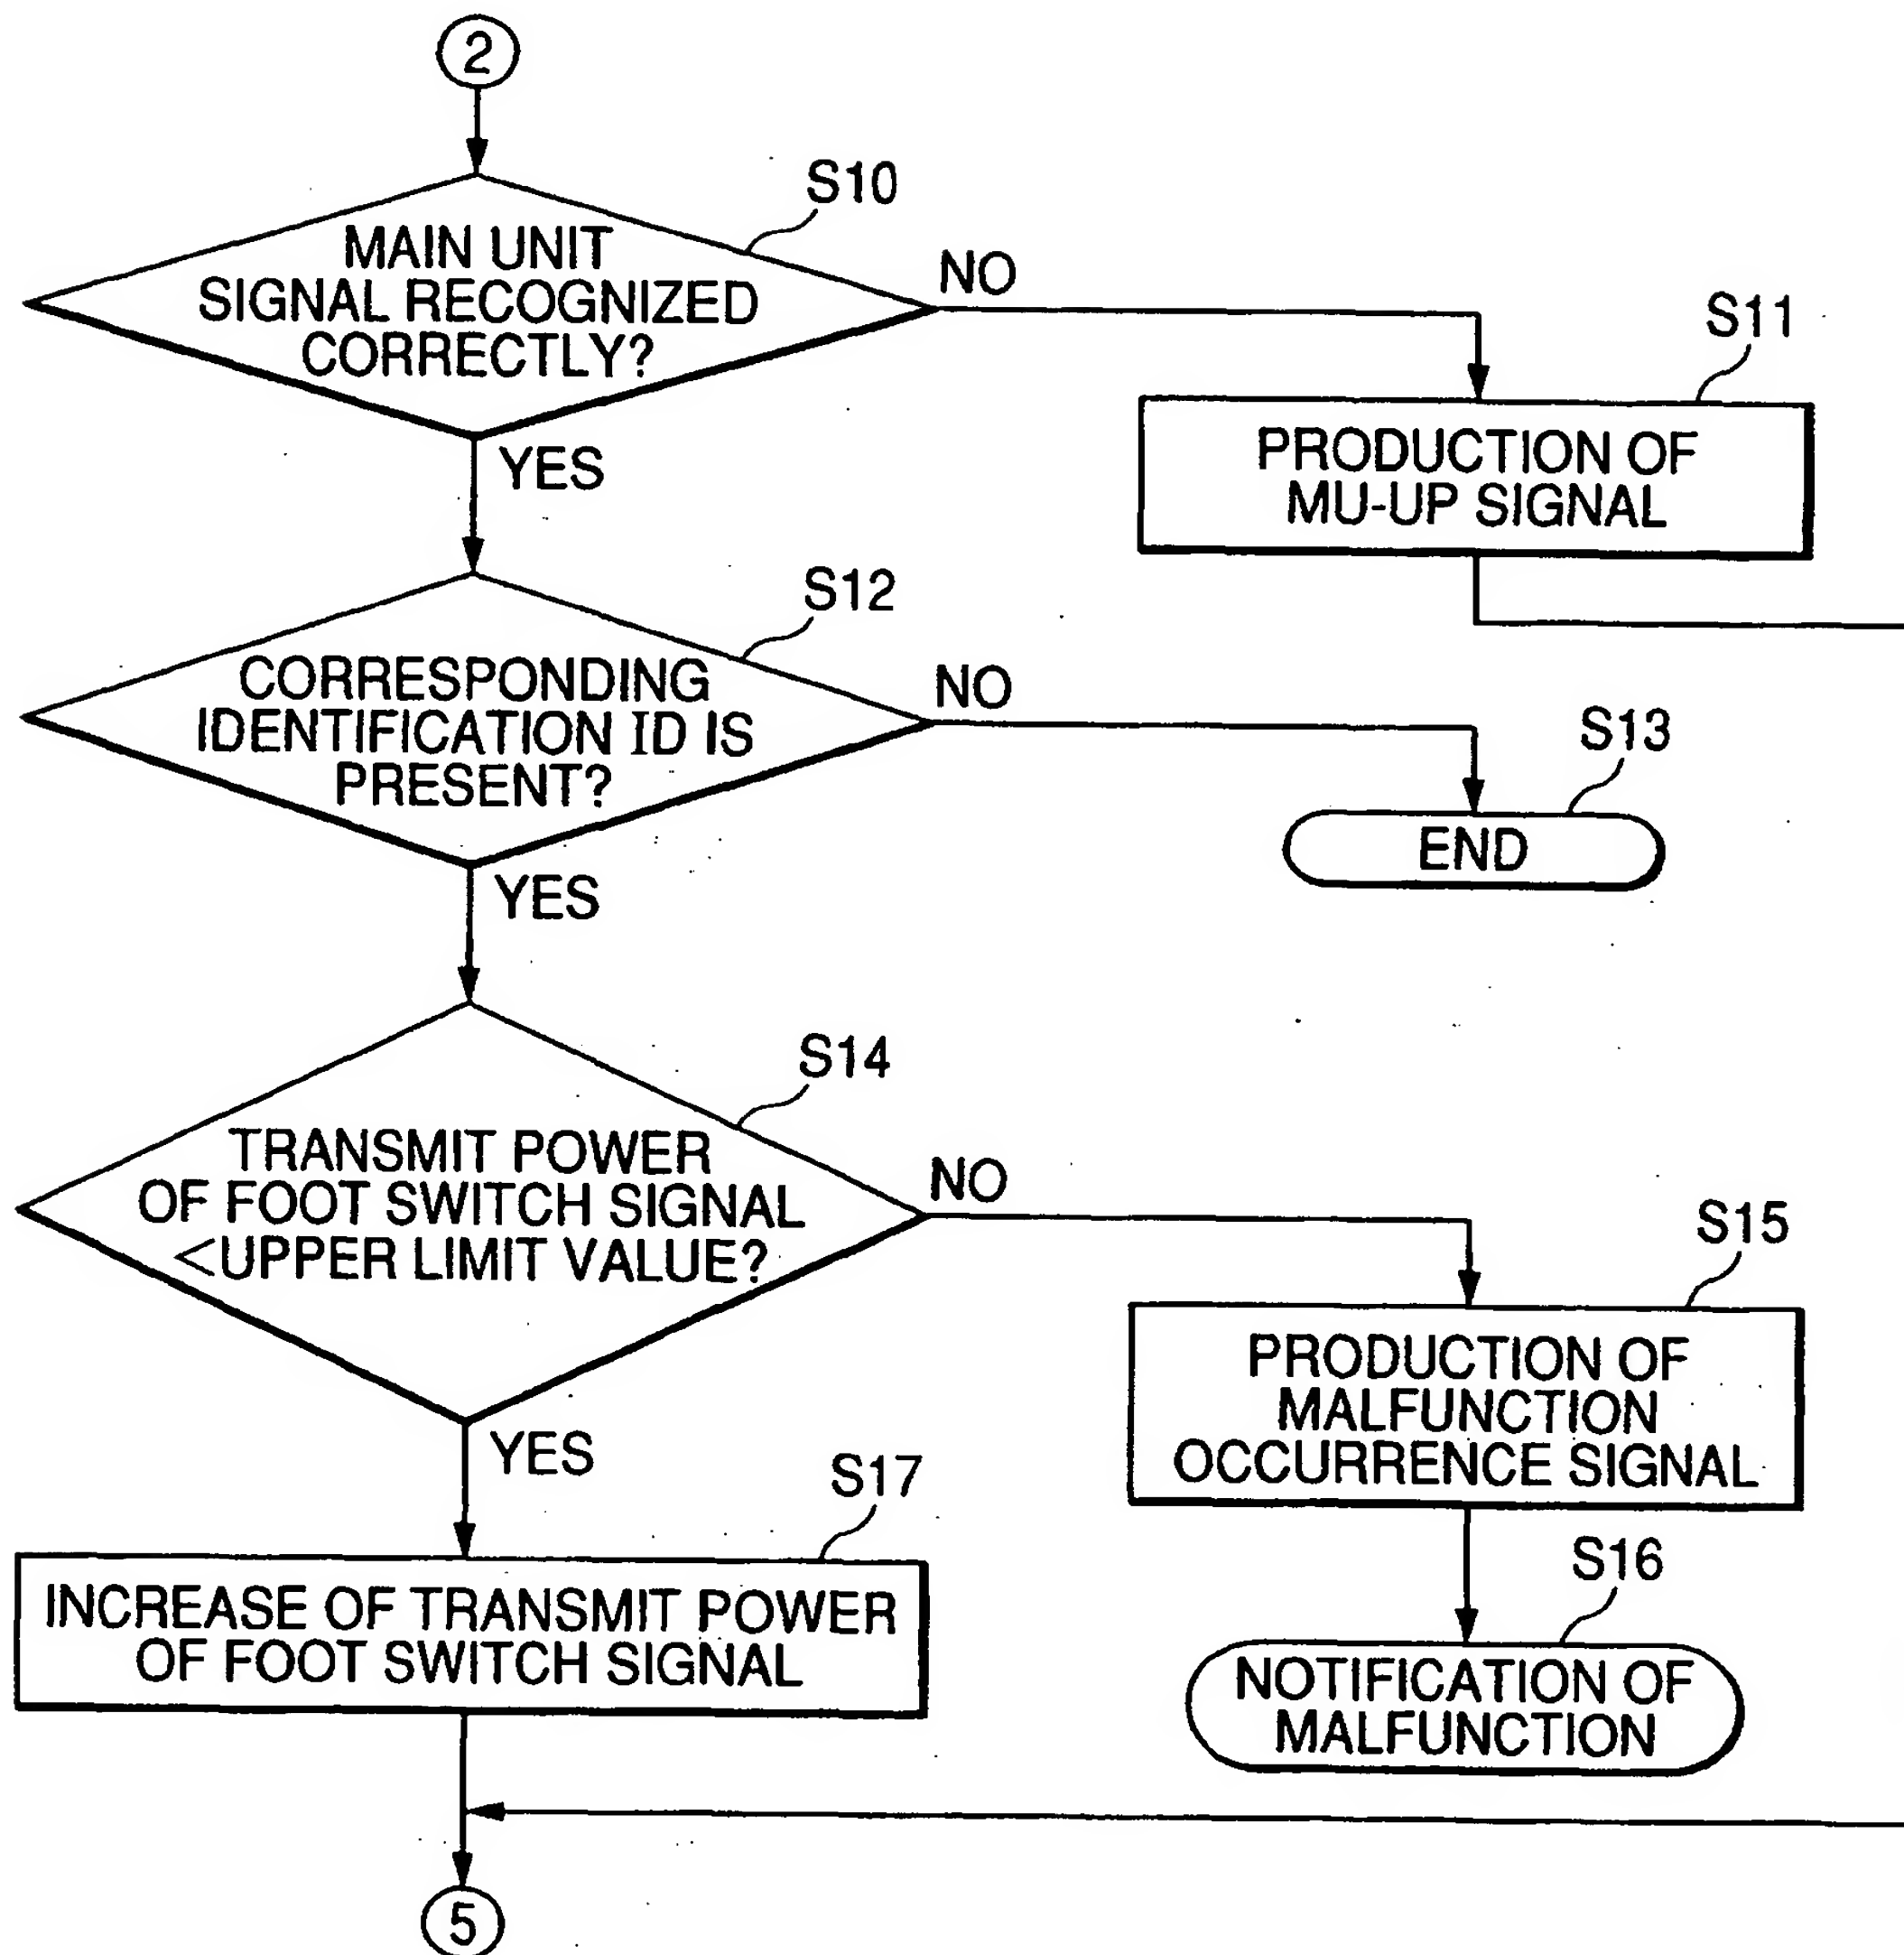 2
S10
MAIN UNIT
SIGNAL RECOGNIZED
CORRECTLY?
NO
S11
PRODUCTION OF
MU-UP SIGNAL
YES
S12
CORRESPONDING
IDENTIFICATION ID IS
PRESENT?
NO
S13
END
YES
S14
TRANSMIT POWER
OF FOOT SWITCH SIGNAL
<UPPER LIMIT VALUE?
NO
S15
PRODUCTION OF
MALFUNCTION
OCCURRENCE SIGNAL
YES
S17
INCREASE OF TRANSMIT POWER
OF FOOT SWITCH SIGNAL
S16
NOTIFICATION OF
MALFUNCTION
5